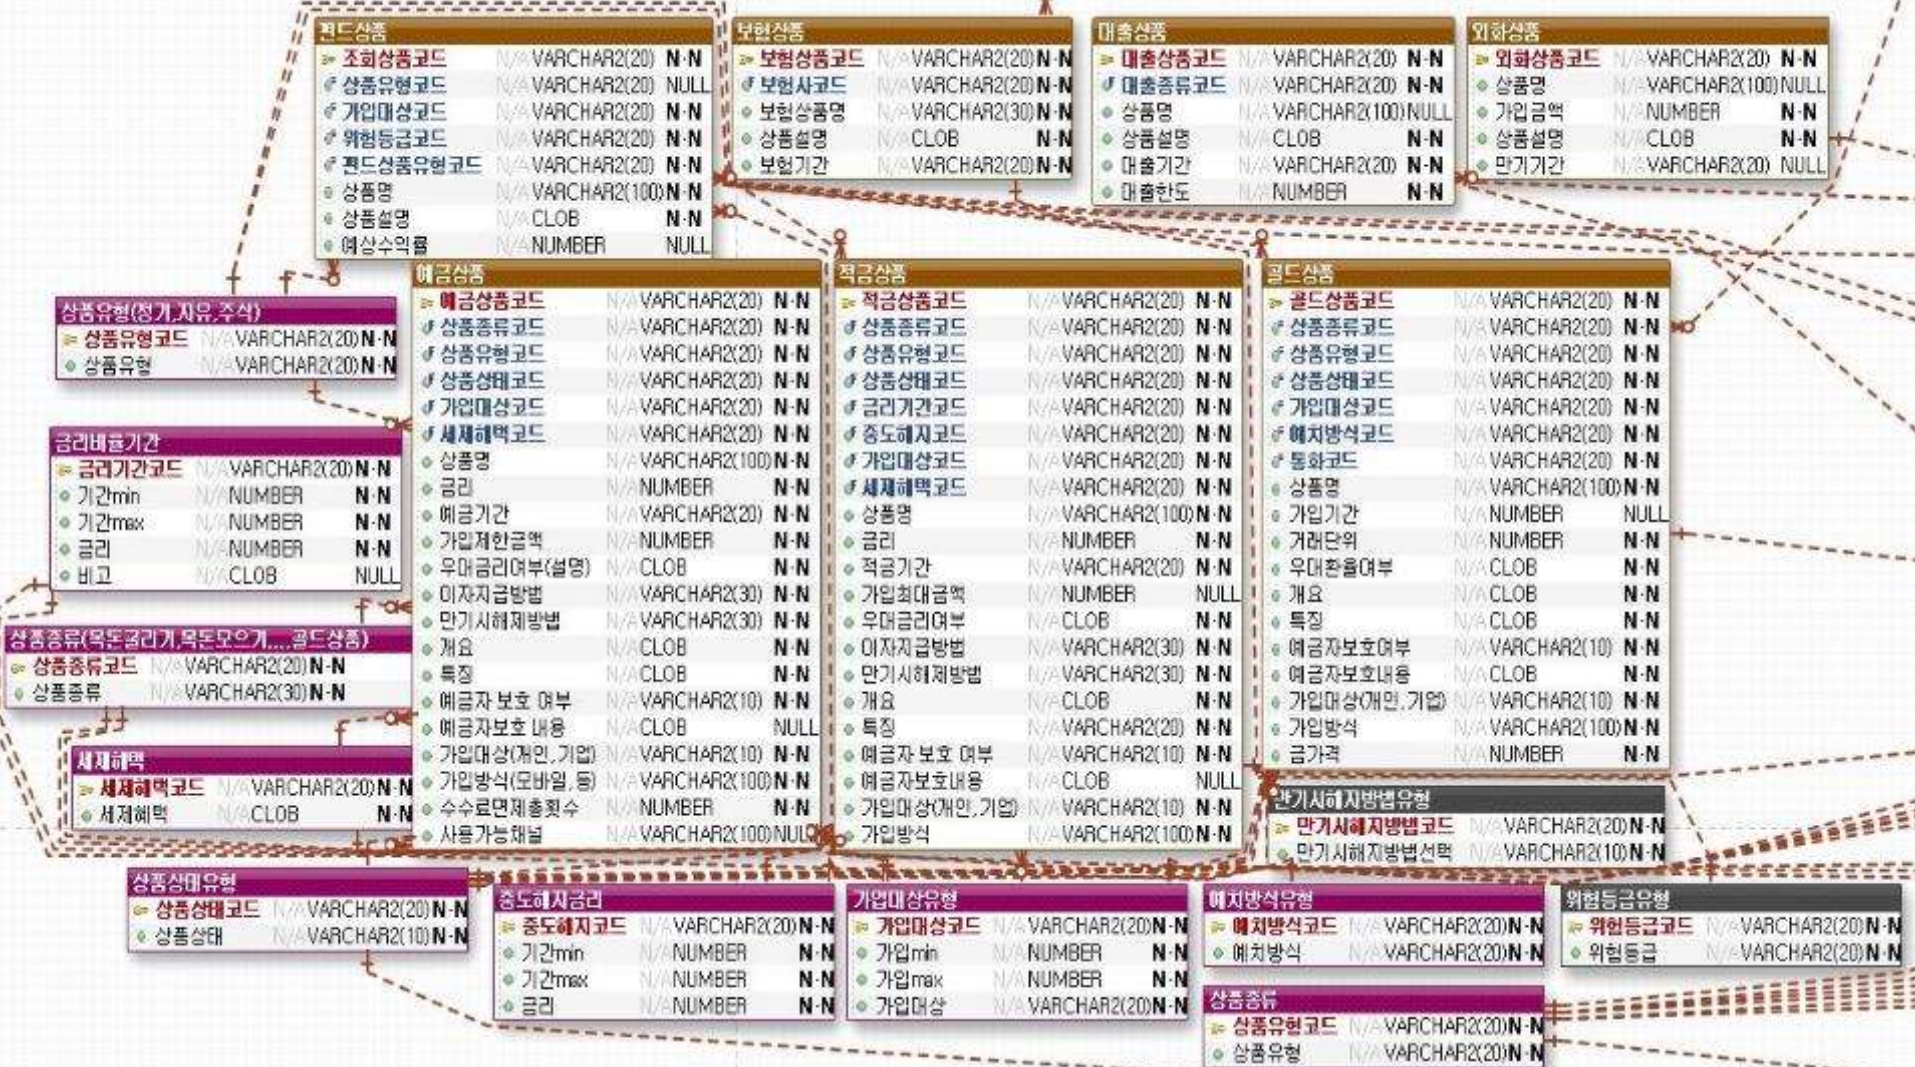 펀드상품
조회상품코드 N/A VARCHAR2(20) N-N
상품유형코드 N/A VARCHAR2(20) NULL
가입대상코드 N/A VARCHAR2(20) N-N
위험등급코드 N/A VARCHAR2(20) N-N
펀드상품유형코드 N/A VARCHAR2(20) N-N
상품명 N/A VARCHAR2(100) N-N
상품설명 N/A CLOB N-N
예상수익률 N/A NUMBER NULL
보험상품
보험상품코드 N/A VARCHAR2(20) N-N
보험사코드 N/A VARCHAR2(20) N-N
보험상품명 N/A VARCHAR2(30) N-N
상품설명 N/A CLOB N-N
보험기간 N/A VARCHAR2(20) N-N
대출상품
대출상품코드 N/A VARCHAR2(20) N-N
대출종류코드 N/A VARCHAR2(20) N-N
상품명 N/A VARCHAR2(100) NULL
상품설명 N/A CLOB N-N
대출기간 N/A VARCHAR2(20) N-N
대출한도 N/A NUMBER N-N
외화상품
외화상품코드 N/A VARCHAR2(20) N-N
상품명 N/A VARCHAR2(100) NULL
가입금액 N/A NUMBER N-N
상품설명 N/A CLOB N-N
만기기간 N/A VARCHAR2(20) NULL
상품유형(정기,자유,주식)
상품유형코드 N/A VARCHAR2(20) N-N
상품유형 N/A VARCHAR2(20) N-N
금리비율기간
금리기간코드 N/A VARCHAR2(20) N-N
기간min N/A NUMBER N-N
기간max N/A NUMBER N-N
금리 N/A NUMBER N-N
비고 N/A CLOB NULL
상품종류(목돈굴리기,목돈모으기,...,골드상품)
상품종류코드 N/A VARCHAR2(20) N-N
상품종류 N/A VARCHAR2(30) N-N
세제혜택
세제혜택코드 N/A VARCHAR2(20) N-N
세제혜택 N/A CLOB N-N
예금상품
예금상품코드 N/A VARCHAR2(20) N-N
상품종류코드 N/A VARCHAR2(20) N-N
상품유형코드 N/A VARCHAR2(20) N-N
상품상태코드 N/A VARCHAR2(20) N-N
가입대상코드 N/A VARCHAR2(20) N-N
세제혜택코드 N/A VARCHAR2(20) N-N
상품명 N/A VARCHAR2(100) N-N
금리 N/A NUMBER N-N
예금기간 N/A VARCHAR2(20) N-N
가입제한금액 N/A NUMBER N-N
우대금리여부(설명) N/A CLOB N-N
이자지급방법 N/A VARCHAR2(30) N-N
만기시해제방법 N/A VARCHAR2(30) N-N
개요 N/A CLOB N-N
특징 N/A CLOB N-N
예금자 보호 여부 N/A VARCHAR2(10) N-N
예금자보호 내용 N/A CLOB NULL
가입대상(개인,기업) N/A VARCHAR2(10) N-N
가입방식(모바일,등) N/A VARCHAR2(100) N-N
수수료면제총횟수 N/A NUMBER N-N
사용가능채널 N/A VARCHAR2(100) NULL
적금상품
적금상품코드 N/A VARCHAR2(20) N-N
상품종류코드 N/A VARCHAR2(20) N-N
상품유형코드 N/A VARCHAR2(20) N-N
상품상태코드 N/A VARCHAR2(20) N-N
금리기간코드 N/A VARCHAR2(20) N-N
중도해지코드 N/A VARCHAR2(20) N-N
가입대상코드 N/A VARCHAR2(20) N-N
세제혜택코드 N/A VARCHAR2(20) N-N
상품명 N/A VARCHAR2(100) N-N
금리 N/A NUMBER N-N
적금기간 N/A VARCHAR2(20) N-N
가입최대금액 N/A NUMBER NULL
우대금리여부 N/A CLOB N-N
이자지급방법 N/A VARCHAR2(30) N-N
만기시해제방법 N/A VARCHAR2(30) N-N
개요 N/A CLOB N-N
특징 N/A VARCHAR2(20) N-N
예금자 보호 여부 N/A VARCHAR2(10) N-N
예금자보호내용 N/A CLOB NULL
가입대상(개인,기업) N/A VARCHAR2(10) N-N
가입방식 N/A VARCHAR2(100) N-N
골드상품
골드상품코드 N/A VARCHAR2(20) N-N
상품종류코드 N/A VARCHAR2(20) N-N
상품유형코드 N/A VARCHAR2(20) N-N
상품상태코드 N/A VARCHAR2(20) N-N
가입대상코드 N/A VARCHAR2(20) N-N
예치방식코드 N/A VARCHAR2(20) N-N
통화코드 N/A VARCHAR2(20) N-N
상품명 N/A VARCHAR2(100) N-N
가입기간 N/A NUMBER NULL
거래단위 N/A NUMBER N-N
우대환율여부 N/A CLOB N-N
개요 N/A CLOB N-N
특징 N/A CLOB N-N
예금자보호여부 N/A VARCHAR2(10) N-N
예금자보호내용 N/A CLOB N-N
가입대상(개인,기업) N/A VARCHAR2(10) N-N
가입방식 N/A VARCHAR2(100) N-N
금가격 N/A NUMBER N-N
만기시해지방법유형
만기시해지방법코드 N/A VARCHAR2(20) N-N
만기시해지방법선택 N/A VARCHAR2(10) N-N
상품상태유형
상품상태코드 N/A VARCHAR2(20) N-N
상품상태 N/A VARCHAR2(10) N-N
중도해지금리
중도해지코드 N/A VARCHAR2(20) N-N
기간min N/A NUMBER N-N
기간max N/A NUMBER N-N
금리 N/A NUMBER N-N
가입대상유형
가입대상코드 N/A VARCHAR2(20) N-N
가입min N/A NUMBER N-N
가입max N/A NUMBER N-N
가입대상 N/A VARCHAR2(20) N-N
예치방식유형
예치방식코드 N/A VARCHAR2(20) N-N
예치방식 N/A VARCHAR2(20) N-N
위험등급유형
위험등급코드 N/A VARCHAR2(20) N-N
위험등급 N/A VARCHAR2(20) N-N
상품종류
상품유형코드 N/A VARCHAR2(20) N-N
상품유형 N/A VARCHAR2(20) N-N